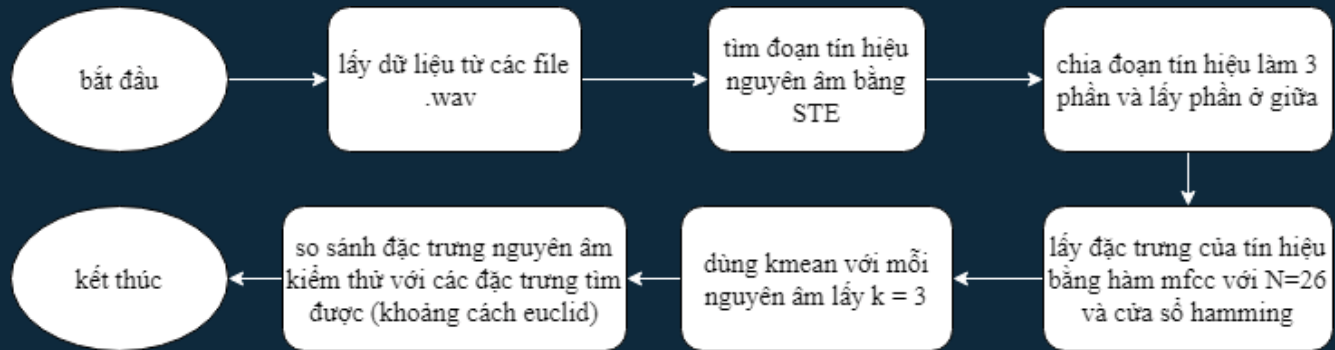 bắt đầu
lấy dữ liệu từ các file
.wav
tìm đoạn tín hiệu
nguyên âm bằng
STE
chia đoạn tín hiệu làm 3
phần và lấy phần ở giữa
lấy đặc trưng của tín hiệu
bằng hàm mfcc với N=26
và cửa sổ hamming
dùng kmean với mỗi
nguyên âm lấy k = 3
so sánh đặc trưng nguyên âm
kiểm thử với các đặc trưng tìm
được (khoảng cách euclid)
kết thúc